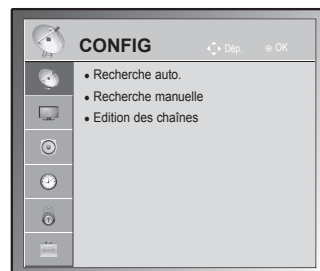 CONFIG
Dép. OK
• Recherche auto.
• Recherche manuelle
• Edition des chaînes